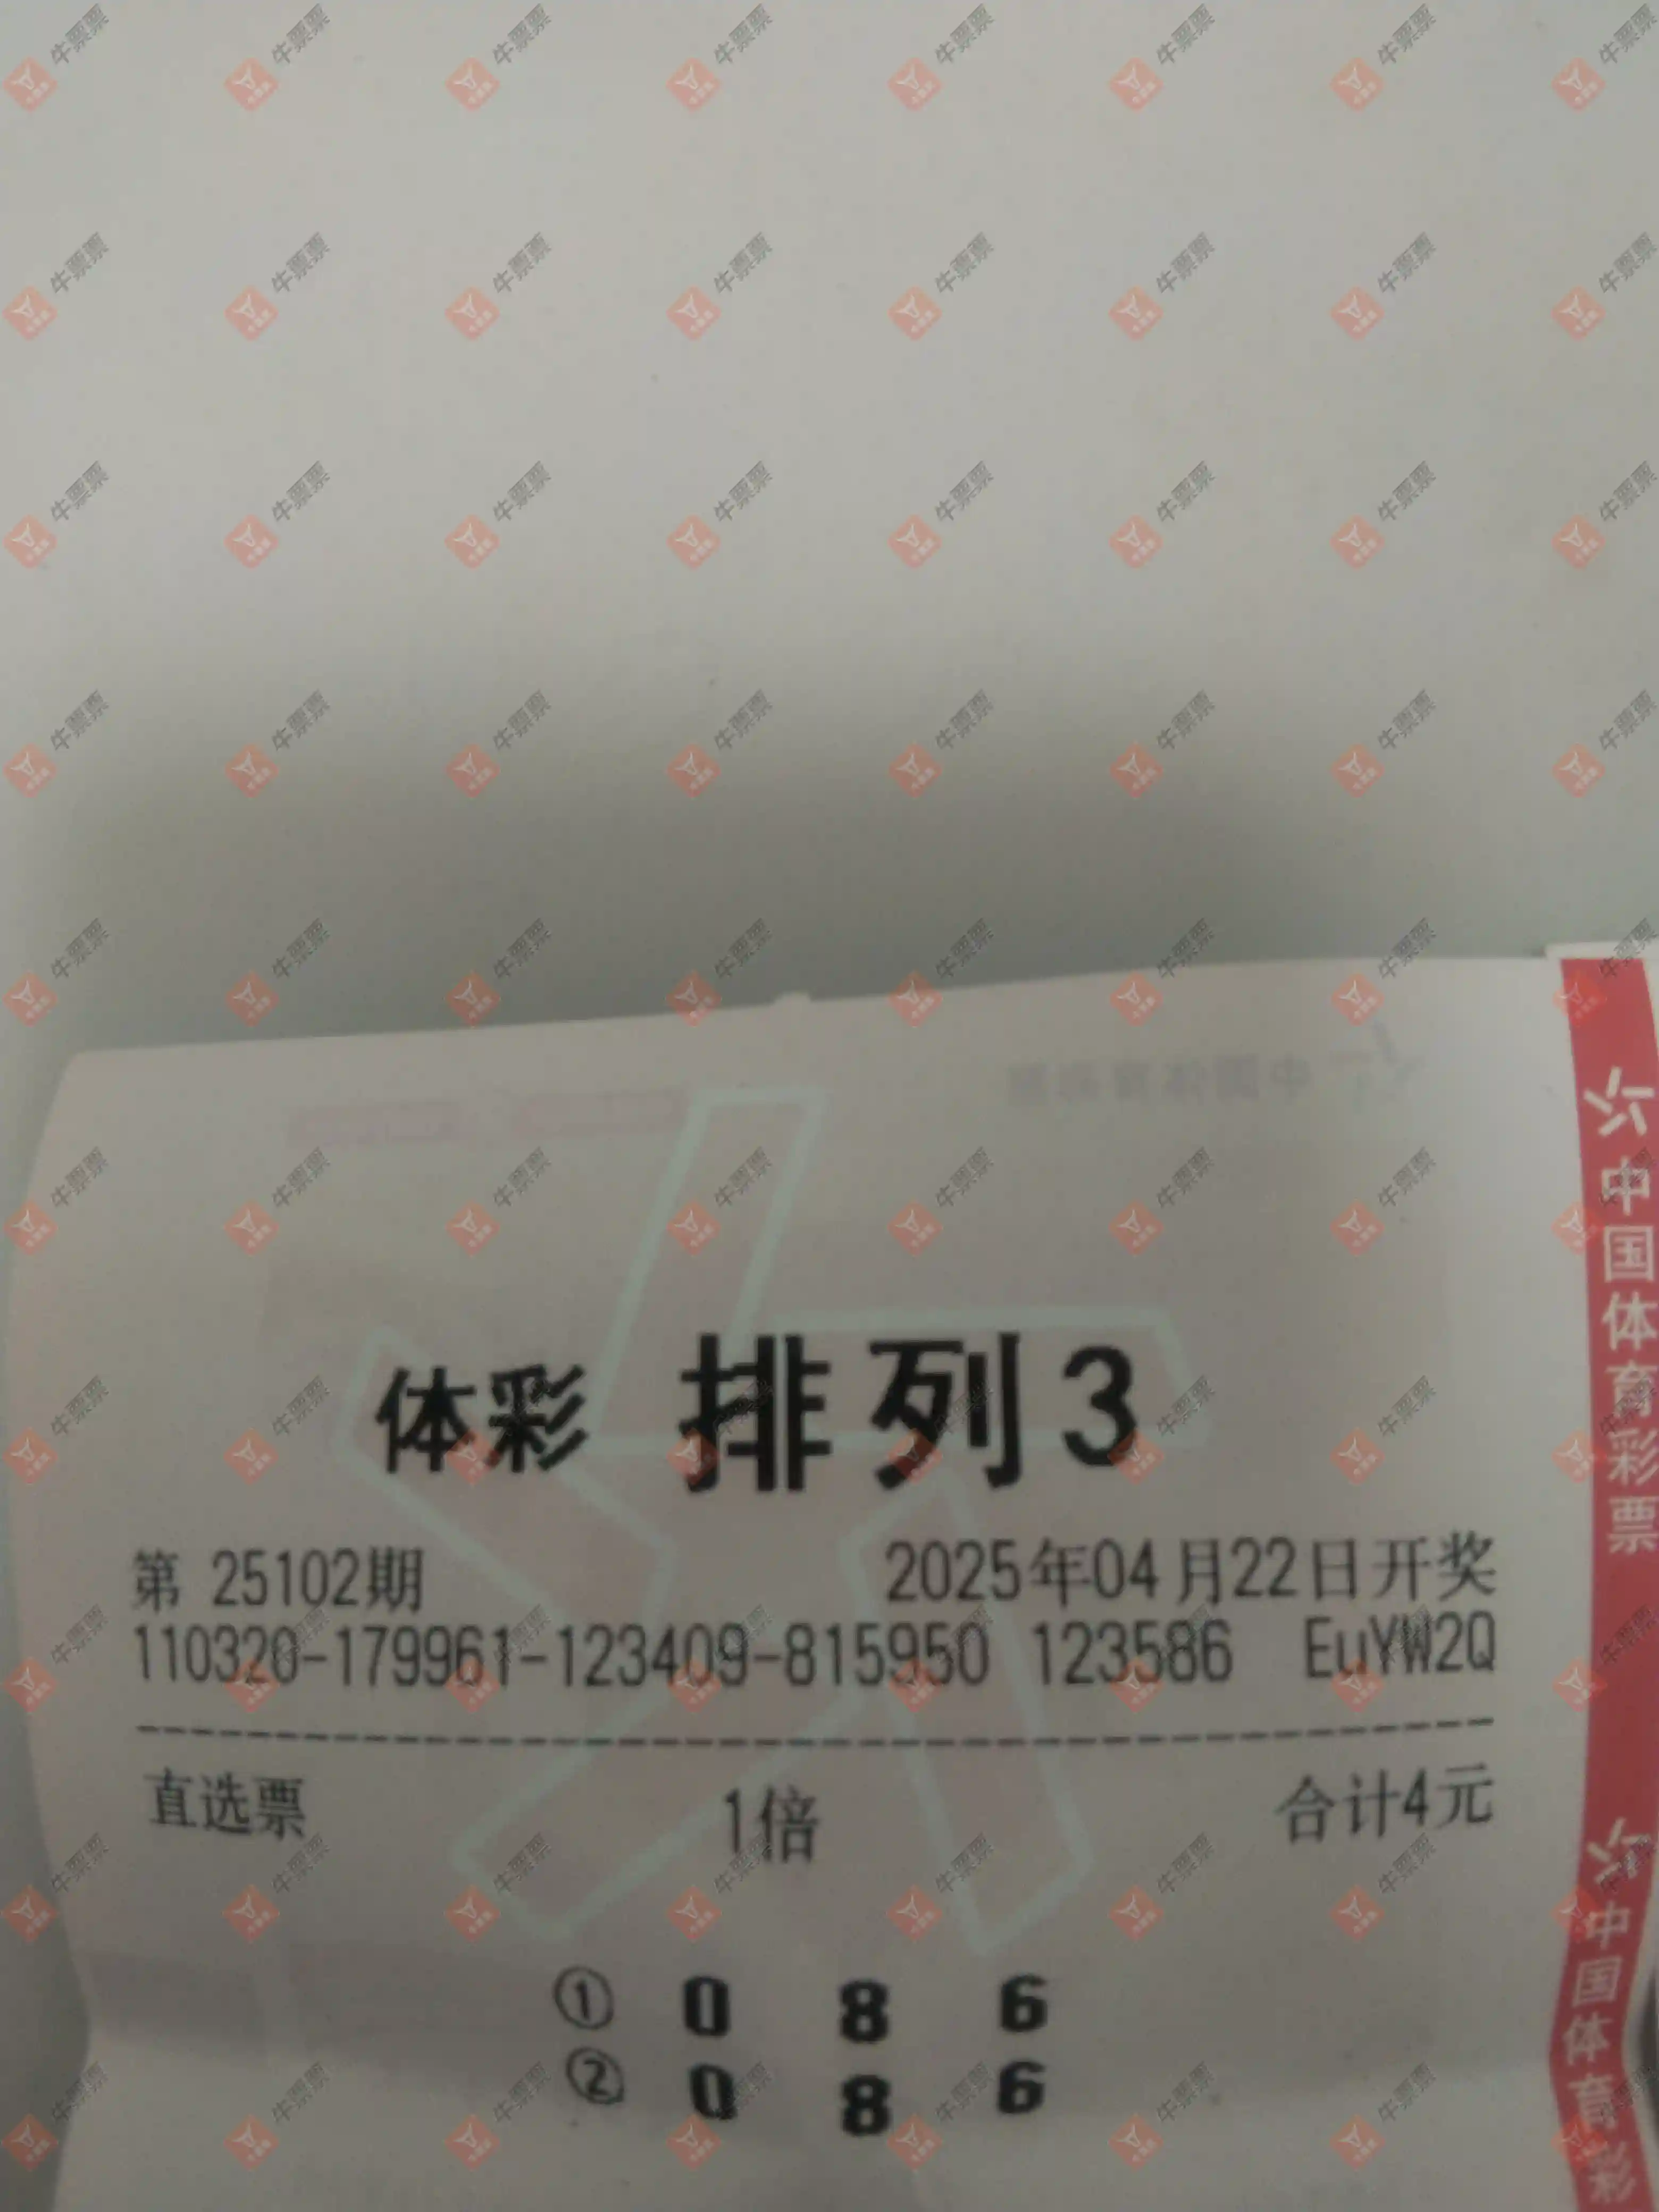 体彩 排列3
第 25102期 2025年04月22日开奖
110320-179961-123409-815950 123586 EuYW2Q
直选票 1倍 合计4元
① 0 8 6
② 0 8 6
中国体育彩票
中国体育彩
牛票票